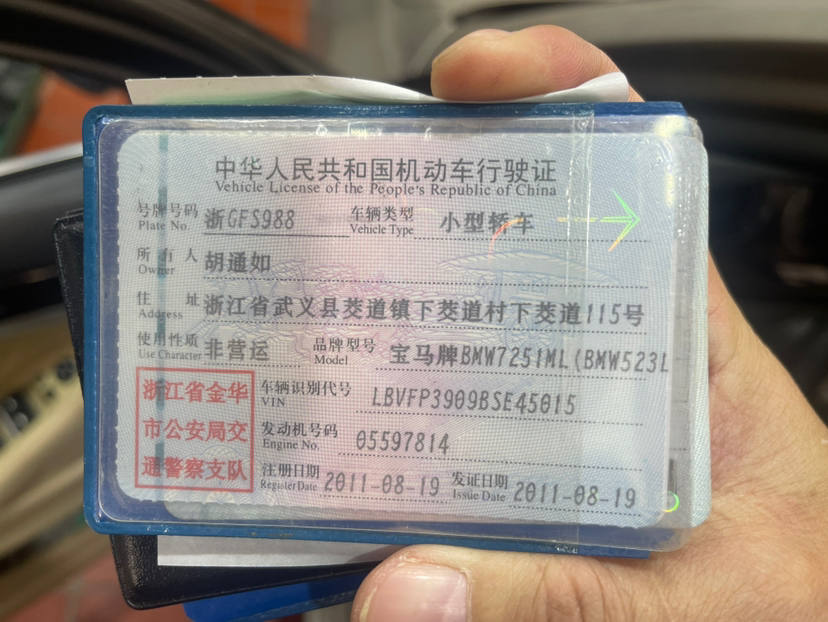 中华人民共和国机动车行驶证
Vehicle License of the People's Republic of China
号牌号码 浙GFS988 车辆类型 小型轿车
Plate No. Vehicle Type
所有人 胡通如
Owner
住址 浙江省武义县茭道镇下茭道村下茭道115号
Address
使用性质 非营运 品牌型号 宝马牌BMW7251ML(BMW523L
Use Character Model
浙江省金华
市公安局交
通警察支队
车辆识别代号 LBVFP3909BSE45015
VIN
发动机号码 05597814
Engine No.
注册日期 2011-08-19 发证日期 2011-08-19
Register Date Issue Date